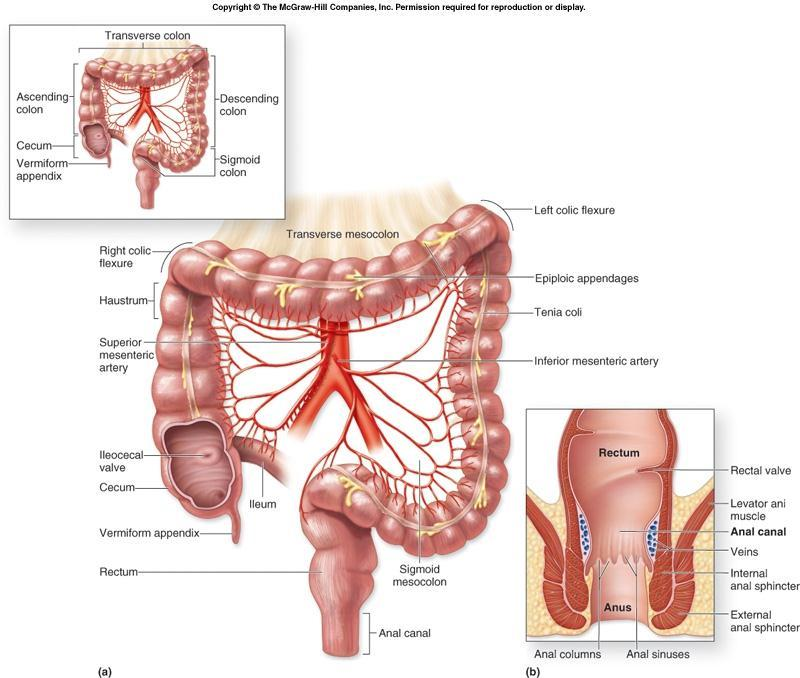 Copyright © The McGraw-Hill Companies, Inc. Permission required for reproduction or display.
Transverse colon
Ascending
colon
Descending
colon
Cecum
Vermiform
appendix
Sigmoid
colon
Left colic flexure
Transverse mesocolon
Right colic
flexure
Epiploic appendages
Haustrum
Tenia coli
Superior
mesenteric
artery
Inferior mesenteric artery
Ileocecal
valve
Cecum
Ileum
Vermiform appendix
Rectum
Sigmoid
mesocolon
Anal canal
(a)
Rectum
Rectal valve
Levator ani
muscle
Anal canal
Veins
Internal
anal sphincter
Anus
External
anal sphincter
Anal columns
Anal sinuses
(b)